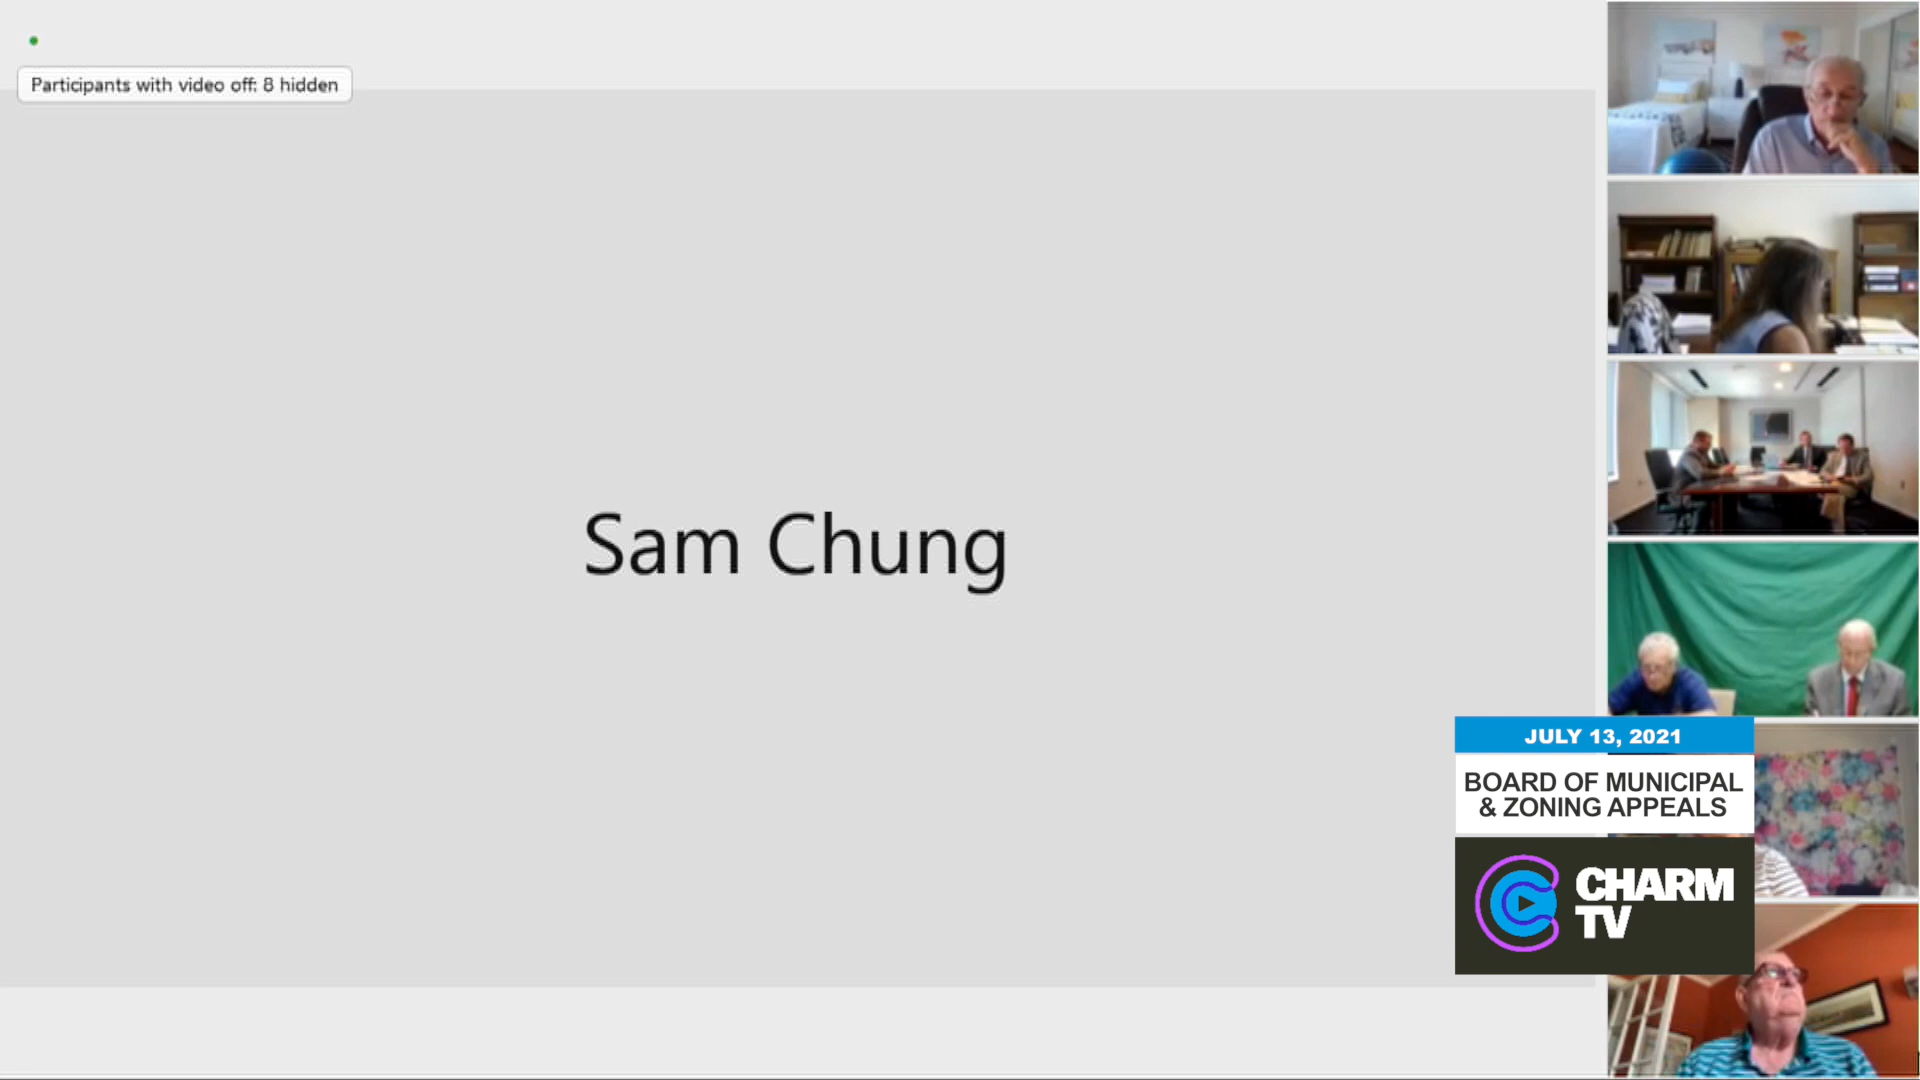 Participants with video off: 8 hidden
Sam Chung
JULY 13, 2021
BOARD OF MUNICIPAL
& ZONING APPEALS
CHARM
TV